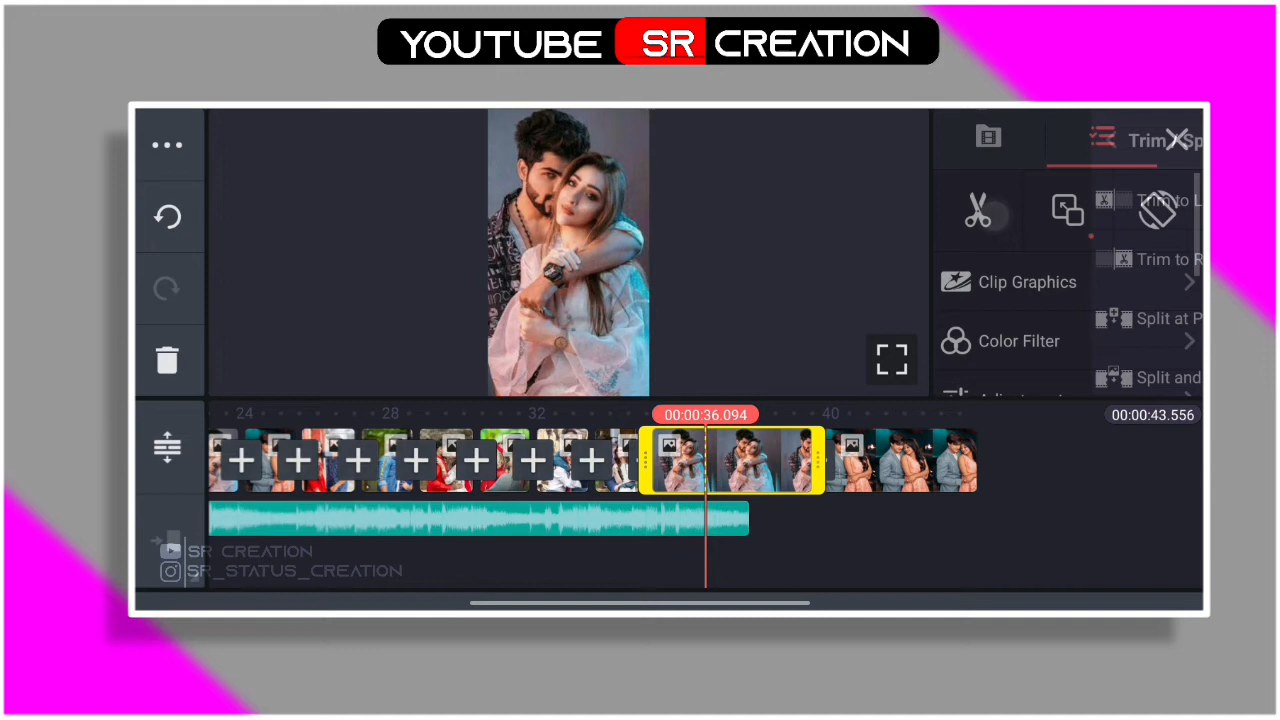 YOUTUBE SR CREATION
Trim / Sp
Trim to L
Trim to R
Clip Graphics
Split at P
Color Filter
Split and
24
28
32
00:00:36.094
40
00:00:43.556
SR CREATION
SR_STATUS_CREATION